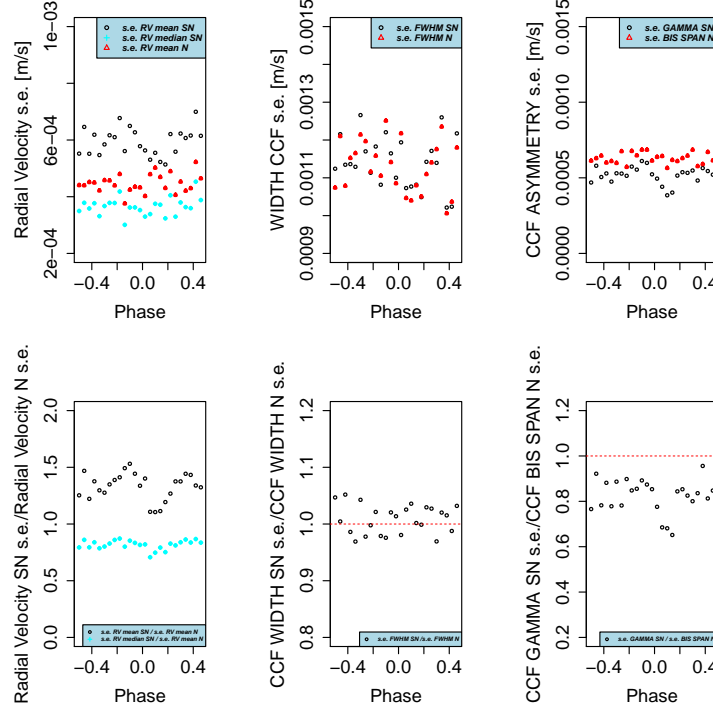 Radial Velocity s.e. [m/s]
2e-04
6e-04
1e-03
s.e. RV mean SN
s.e. RV median SN
s.e. RV mean N
-0.4
0.0
0.4
Phase
WIDTH CCF s.e. [m/s]
0.0009
0.0011
0.0013
0.0015
s.e. FWHM SN
s.e. FWHM N
-0.4
0.0
0.4
Phase
CCF ASYMMETRY s.e. [m/s]
0.0000
0.0005
0.0010
0.0015
s.e. GAMMA SN
s.e. BIS SPAN N
-0.4
0.0
0.4
Phase
Radial Velocity SN s.e./Radial Velocity N s.e.
0.0
0.5
1.0
1.5
2.0
s.e. RV mean SN / s.e. RV mean N
s.e. RV median SN / s.e. RV mean N
-0.4
0.0
0.4
Phase
CCF WIDTH SN s.e./CCF WIDTH N s.e.
0.8
0.9
1.0
1.1
1.2
s.e. FWHM SN /s.e. FWHM N
-0.4
0.0
0.4
Phase
CCF GAMMA SN s.e./CCF BIS SPAN N s.e.
0.2
0.4
0.6
0.8
1.0
1.2
s.e. GAMMA SN / s.e. BIS SPAN N
-0.4
0.0
0.4
Phase